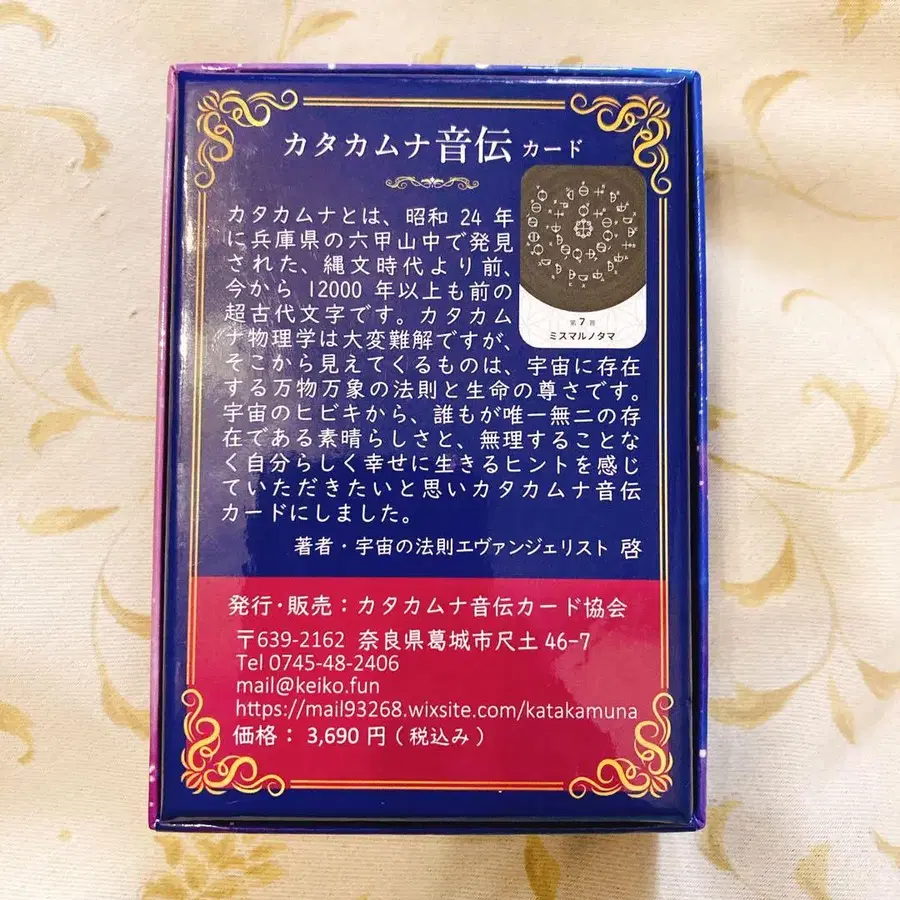 カタカムナ音伝カード
カタカムナとは、昭和 24 年
に兵庫県の六甲山中で発見
された、縄文時代より前、
今から 12000 年以上も前の
超古代文字です。カタカム
ナ物理学は大変難解ですが、
そこから見えてくるものは、宇宙に存在
する万物万象の法則と生命の尊さです。
宇宙のヒビキから、誰もが唯一無二の存
在である素晴らしさと、無理することな
く自分らしく幸せに生きるヒントを感じ
ていただきたいと思いカタカムナ音伝
カードにしました。
第 7 首
ミスマルノタマ
著者・宇宙の法則エヴァンジェリスト 啓
発行・販売：カタカムナ音伝カード協会
〒639-2162 奈良県葛城市尺土 46-7
Tel 0745-48-2406
mail@keiko.fun
https://mail93268.wixsite.com/katakamuna
価格： 3,690 円（税込み）